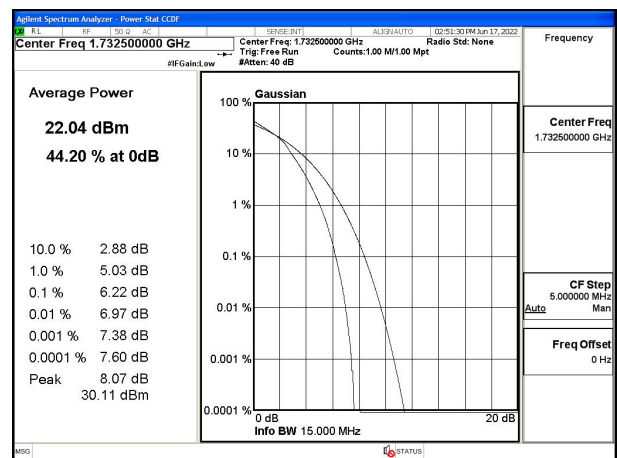 Agilent Spectrum Analyzer - Power Stat CCDF
LXI RL RF 50 Ω AC SENSE:INT ALIGN AUTO 02:51:30 PM Jun 17, 2022
Center Freq 1.732500000 GHz
Center Freq: 1.732500000 GHz Radio Std: None
Trig: Free Run Counts:1.00 M/1.00 Mpt
#IFGain:Low #Atten: 40 dB
Frequency
Average Power
22.04 dBm
44.20 % at 0dB
10.0 % 2.88 dB
1.0 % 5.03 dB
0.1 % 6.22 dB
0.01 % 6.97 dB
0.001 % 7.38 dB
0.0001 % 7.60 dB
Peak 8.07 dB
30.11 dBm
Gaussian
100 %
10 %
1 %
0.1 %
0.01 %
0.001 %
0.0001 %
0 dB 20 dB
Info BW 15.000 MHz
Center Freq
1.732500000 GHz
CF Step
5.000000 MHz
Auto Man
Freq Offset
0 Hz
MSG STATUS